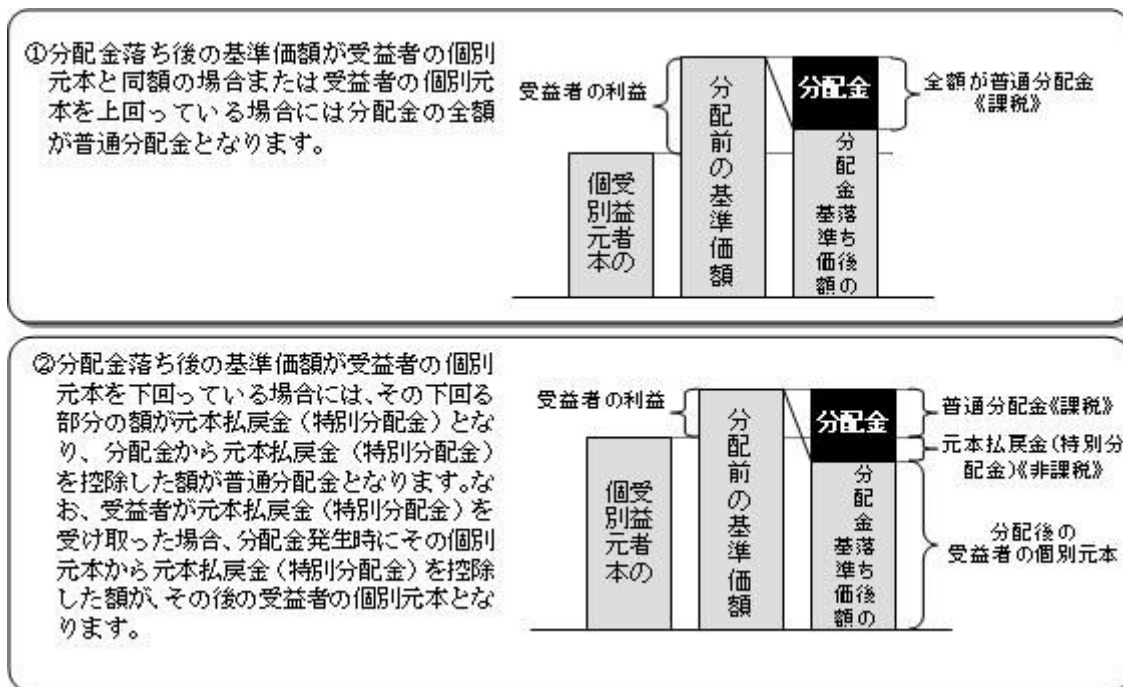 ①分配金落ち後の基準価額が受益者の個別
元本と同額の場合または受益者の個別元
本を上回っている場合には分配金の全額
が普通分配金となります。
受益者の利益
受益者の
個別元本
分配前の基準価額
分配金
分配金落ち後の
基準価額
全額が普通分配金
《課税》
②分配金落ち後の基準価額が受益者の個別
元本を下回っている場合には、その下回る
部分の額が元本払戻金（特別分配金）とな
り、分配金から元本払戻金（特別分配金）
を控除した額が普通分配金となります。な
お、受益者が元本払戻金（特別分配金）を
受け取った場合、分配金発生時にその個別
元本から元本払戻金（特別分配金）を控除
した額が、その後の受益者の個別元本とな
ります。
受益者の利益
受益者の
個別元本
分配前の基準価額
分配金
分配金落ち後の
基準価額
普通分配金《課税》
元本払戻金(特別分
配金)《非課税》
分配後の
受益者の個別元本